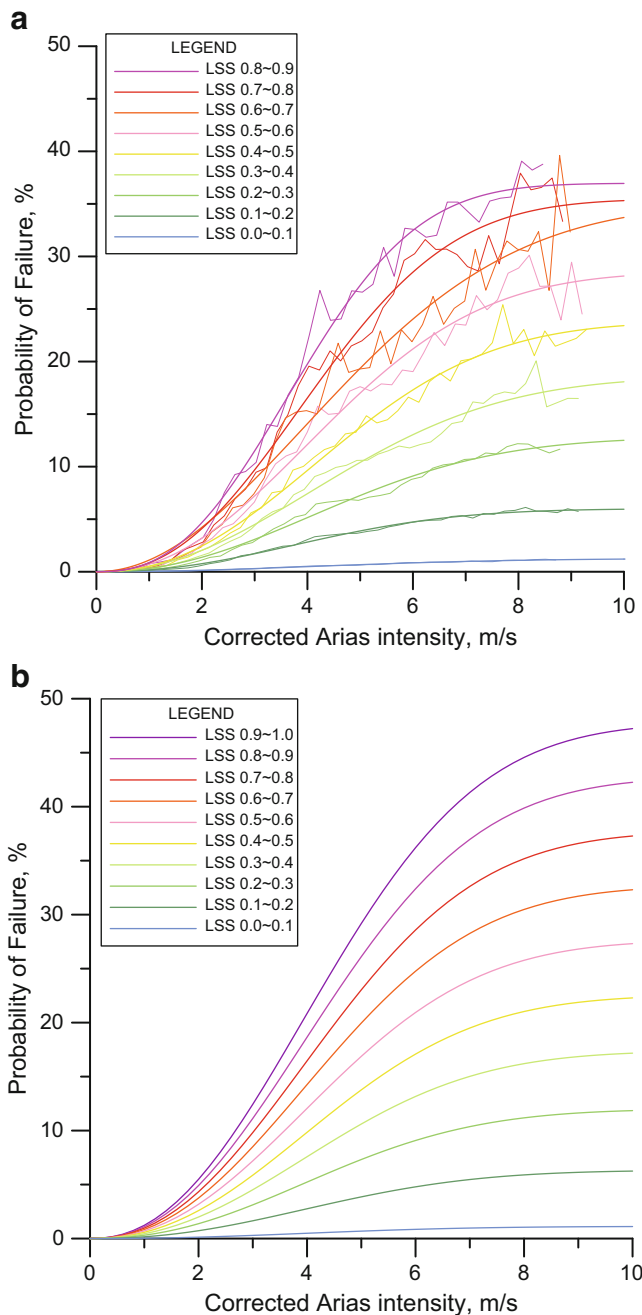 a
50
40
30
20
10
0
Probability of Failure, %
LEGEND
LSS 0.8~0.9
LSS 0.7~0.8
LSS 0.6~0.7
LSS 0.5~0.6
LSS 0.4~0.5
LSS 0.3~0.4
LSS 0.2~0.3
LSS 0.1~0.2
LSS 0.0~0.1
0 2 4 6 8 10
Corrected Arias intensity, m/s
b
50
40
30
20
10
0
Probability of Failure, %
LEGEND
LSS 0.9~1.0
LSS 0.8~0.9
LSS 0.7~0.8
LSS 0.6~0.7
LSS 0.5~0.6
LSS 0.4~0.5
LSS 0.3~0.4
LSS 0.2~0.3
LSS 0.1~0.2
LSS 0.0~0.1
0 2 4 6 8 10
Corrected Arias intensity, m/s